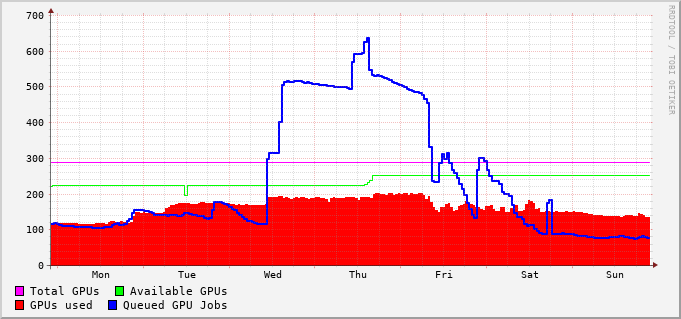 700
600
500
400
300
200
100
0
Mon Tue Wed Thu Fri Sat Sun
Total GPUs Available GPUs
GPUs used Queued GPU Jobs
RRDTOOL / TOBI OETIKER